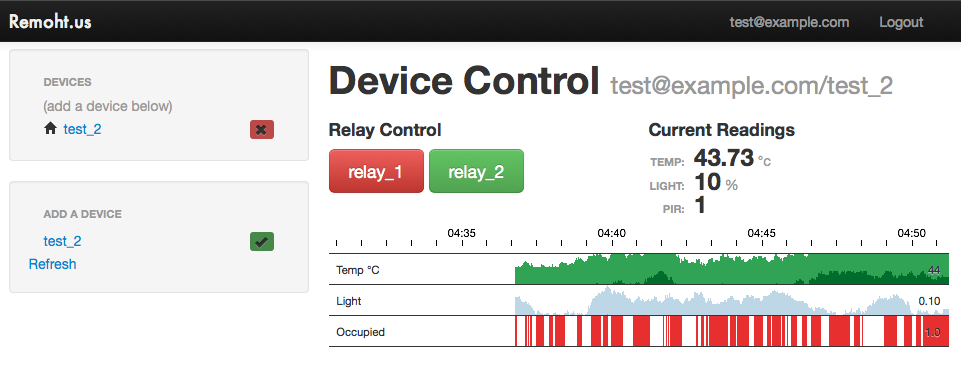 Remoht.us
test@example.com Logout
DEVICES
(add a device below)
test_2
ADD A DEVICE
test_2
Refresh
Device Control test@example.com/test_2
Relay Control
relay_1 relay_2
Current Readings
TEMP: 43.73 °C
LIGHT: 10 %
PIR: 1
04:35 04:40 04:45 04:50
Temp °C 44
Light 0.10
Occupied 1.0